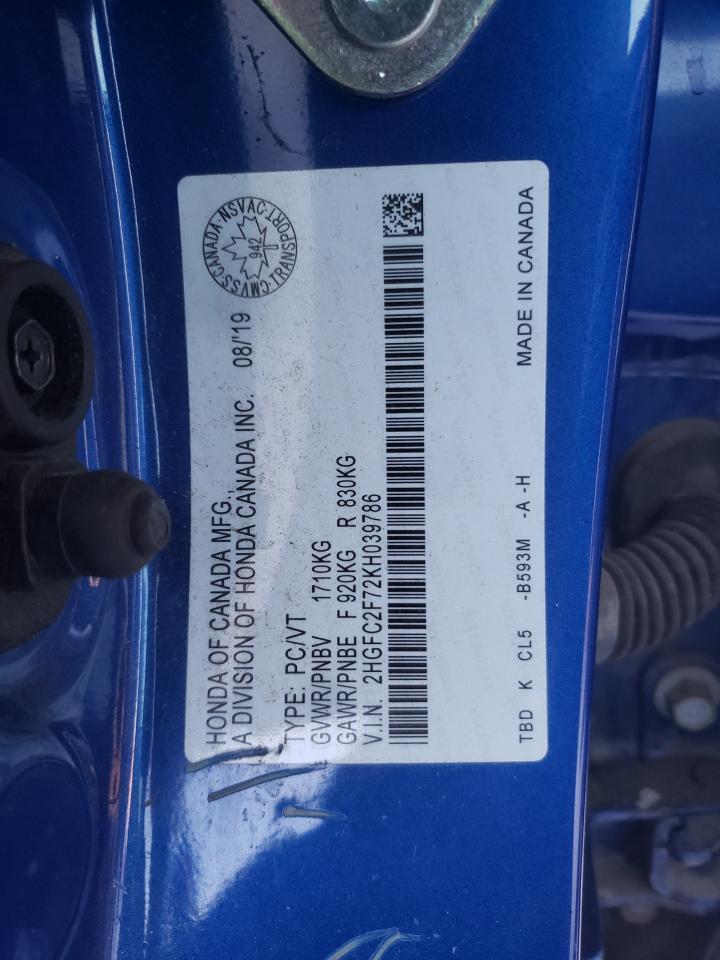 HONDA OF CANADA MFG.,
A DIVISION OF HONDA CANADA INC. 08/'19
CMVSS·CANADA·NSVAC·TRANSPORT·
942
TYPE: PC/VT
GVWR/PNBV 1710KG
GAWR/PNBE F 920KG R 830KG
V.I.N. 2HGFC2F72KH039786
TBD K CL5 -B593M -A -H MADE IN CANADA